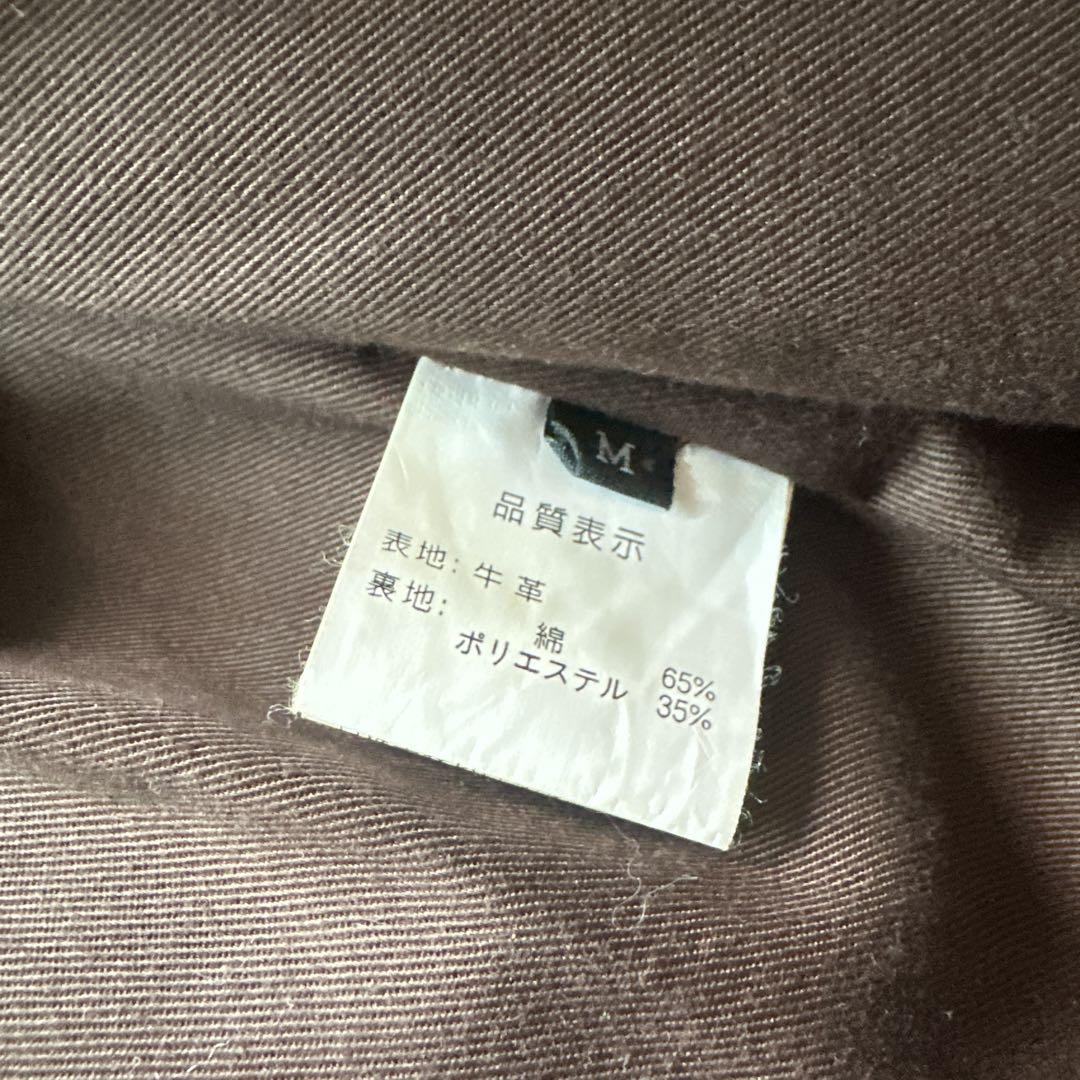 M
品質表示
表地: 牛革
裏地:
綿 65%
ポリエステル 35%